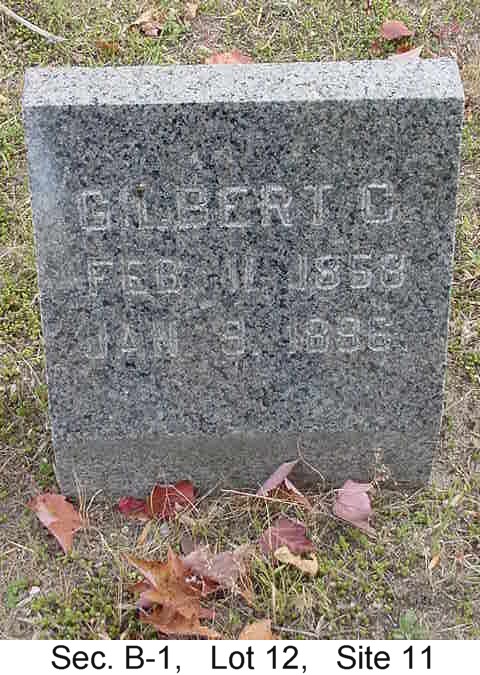 GILBERT C.
FEB. 11. 1858
JAN. 9. 1896.
Sec. B-1, Lot 12, Site 11